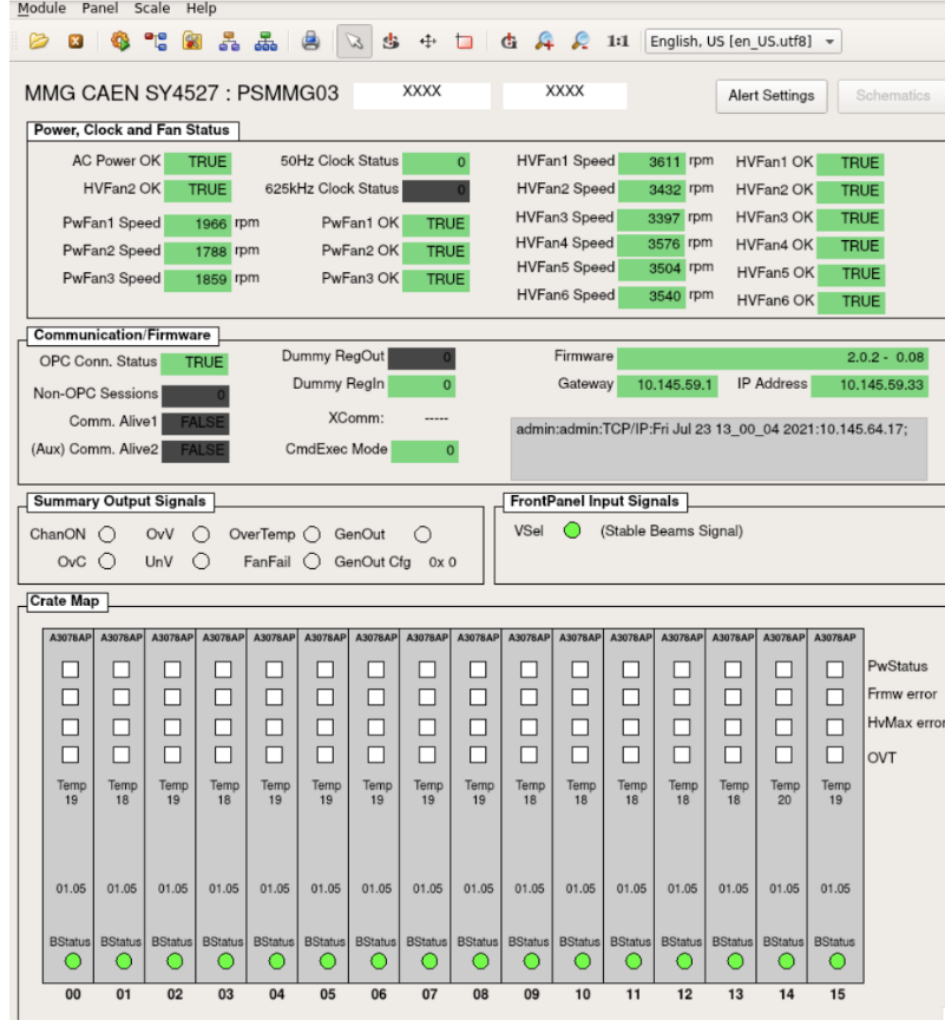 Module Panel Scale Help
1:1 English, US [en_US.utf8]
MMG CAEN SY4527 : PSMMG03 XXXX XXXX Alert Settings Schematics
Power, Clock and Fan Status
AC Power OK TRUE 50Hz Clock Status 0 HVFan1 Speed 3611 rpm HVFan1 OK TRUE
HVFan2 OK TRUE 625kHz Clock Status 0 HVFan2 Speed 3432 rpm HVFan2 OK TRUE
PwFan1 Speed 1966 rpm PwFan1 OK TRUE HVFan3 Speed 3397 rpm HVFan3 OK TRUE
PwFan2 Speed 1788 rpm PwFan2 OK TRUE HVFan4 Speed 3576 rpm HVFan4 OK TRUE
PwFan3 Speed 1859 rpm PwFan3 OK TRUE HVFan5 Speed 3504 rpm HVFan5 OK TRUE
HVFan6 Speed 3540 rpm HVFan6 OK TRUE
Communication/Firmware
OPC Conn. Status TRUE Dummy RegOut 0 Firmware 2.0.2 - 0.08
Non-OPC Sessions 0 Dummy RegIn 0 Gateway 10.145.59.1 IP Address 10.145.59.33
Comm. Alive1 FALSE XComm: ----- admin:admin:TCP/IP:Fri Jul 23 13_00_04 2021:10.145.64.17;
(Aux) Comm. Alive2 FALSE CmdExec Mode 0
Summary Output Signals FrontPanel Input Signals
ChanON OvV OverTemp GenOut VSel (Stable Beams Signal)
OvC UnV FanFail GenOut Cfg 0x 0
Crate Map
A3078AP A3078AP A3078AP A3078AP A3078AP A3078AP A3078AP A3078AP A3078AP A3078AP A3078AP A3078AP A3078AP A3078AP A3078AP A3078AP
PwStatus
Frmw error
HvMax error
OVT
Temp Temp Temp Temp Temp Temp Temp Temp Temp Temp Temp Temp Temp Temp Temp Temp
19 18 19 18 19 19 19 19 19 18 18 18 18 18 20 19
01.05 01.05 01.05 01.05 01.05 01.05 01.05 01.05 01.05 01.05 01.05 01.05 01.05 01.05 01.05 01.05
BStatus BStatus BStatus BStatus BStatus BStatus BStatus BStatus BStatus BStatus BStatus BStatus BStatus BStatus BStatus BStatus
00 01 02 03 04 05 06 07 08 09 10 11 12 13 14 15